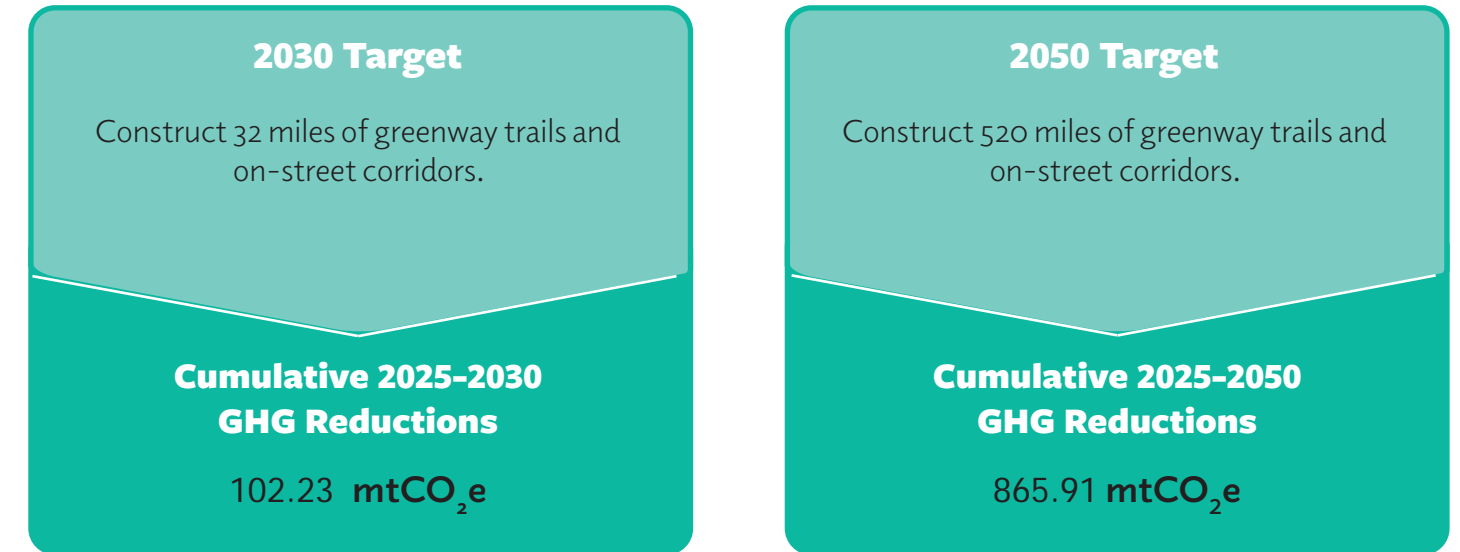 2030 Target
Construct 32 miles of greenway trails and
on-street corridors.
Cumulative 2025-2030
GHG Reductions
102.23 mtCO₂e
2050 Target
Construct 520 miles of greenway trails and
on-street corridors.
Cumulative 2025-2050
GHG Reductions
865.91 mtCO₂e